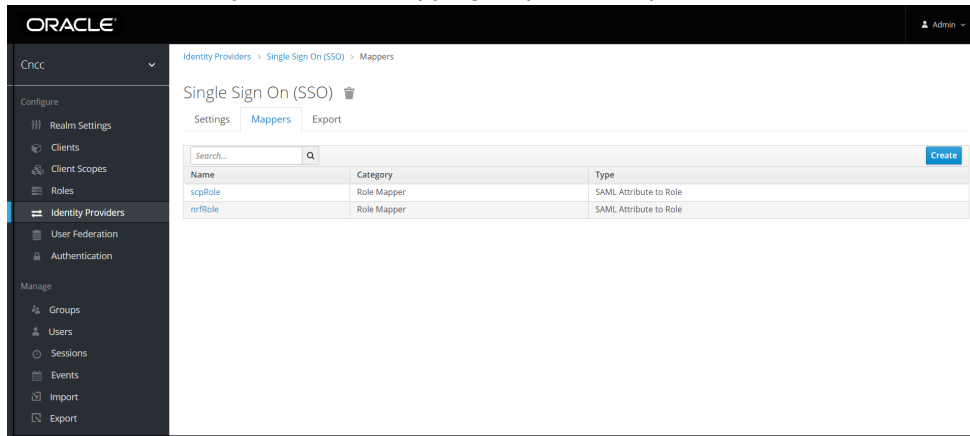 ORACLE
Admin
Cncc
Identity Providers > Single Sign On (SSO) > Mappers
Single Sign On (SSO)
Settings Mappers Export
Configure
Realm Settings
Clients
Client Scopes
Roles
Identity Providers
User Federation
Authentication
Manage
Groups
Users
Sessions
Events
Import
Export
Search...
Create
Name Category Type
scpRole Role Mapper SAML Attribute to Role
nrfRole Role Mapper SAML Attribute to Role